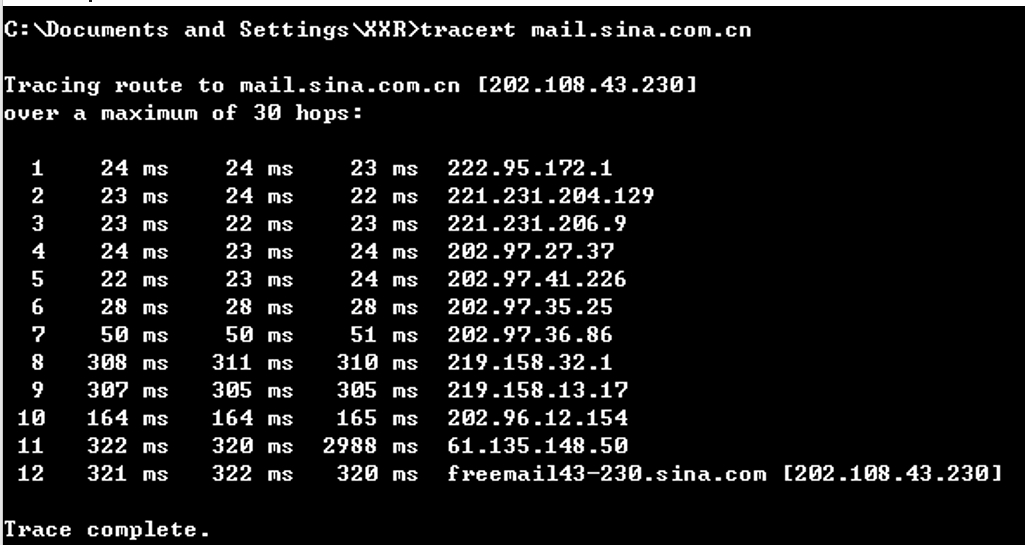 C:\Documents and Settings\XXR>tracert mail.sina.com.cn
Tracing route to mail.sina.com.cn [202.108.43.230]
over a maximum of 30 hops:
1 24 ms 24 ms 23 ms 222.95.172.1
2 23 ms 24 ms 22 ms 221.231.204.129
3 23 ms 22 ms 23 ms 221.231.206.9
4 24 ms 23 ms 24 ms 202.97.27.37
5 22 ms 23 ms 24 ms 202.97.41.226
6 28 ms 28 ms 28 ms 202.97.35.25
7 50 ms 50 ms 51 ms 202.97.36.86
8 308 ms 311 ms 310 ms 219.158.32.1
9 307 ms 305 ms 305 ms 219.158.13.17
10 164 ms 164 ms 165 ms 202.96.12.154
11 322 ms 320 ms 2988 ms 61.135.148.50
12 321 ms 322 ms 320 ms freemail43-230.sina.com [202.108.43.230]
Trace complete.